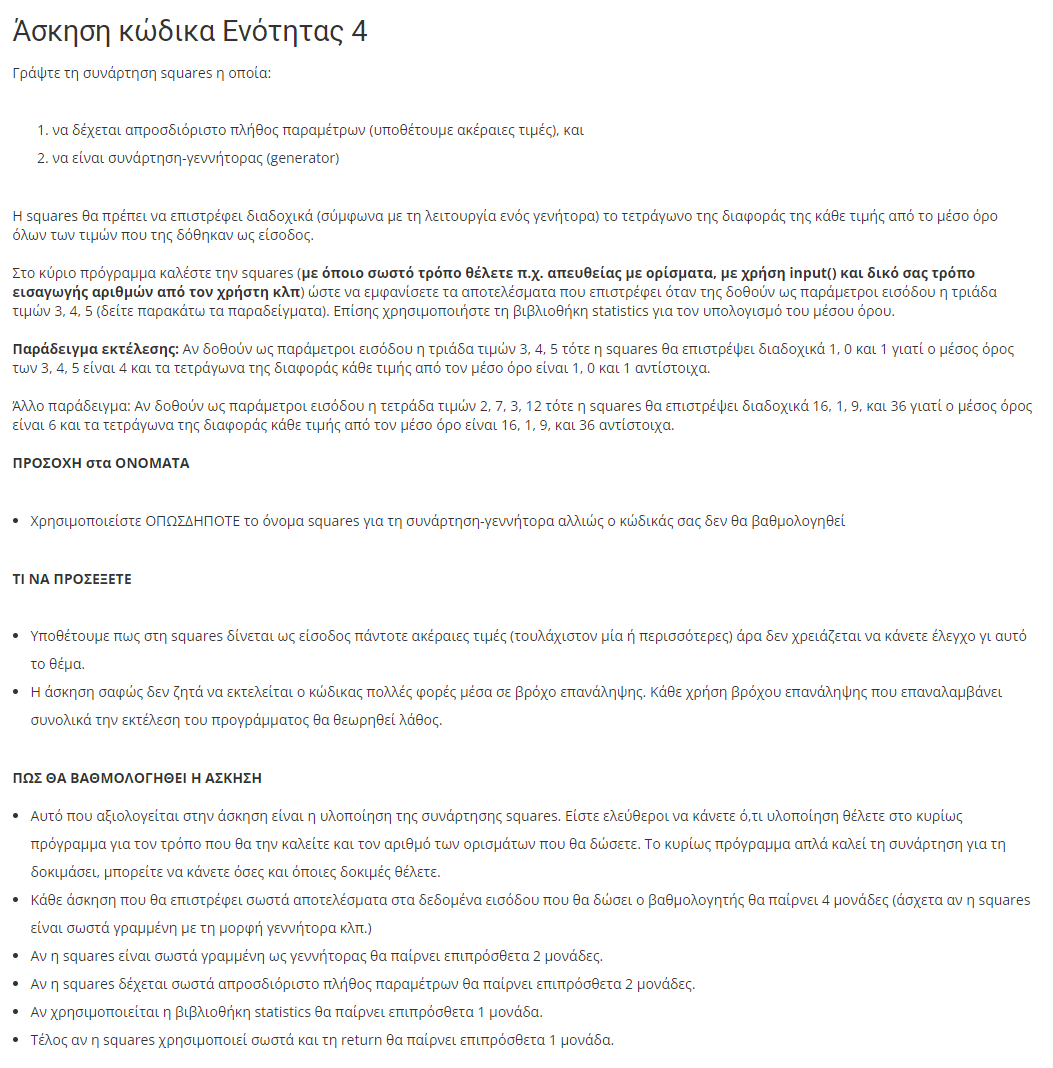 Άσκηση κώδικα Ενότητας 4
Γράψτε τη συνάρτηση squares η οποία:
1. να δέχεται απροσδιόριστο πλήθος παραμέτρων (υποθέτουμε ακέραιες τιμές), και
2. να είναι συνάρτηση-γεννήτορας (generator)
Η squares θα πρέπει να επιστρέφει διαδοχικά (σύμφωνα με τη λειτουργία ενός γενήτορα) το τετράγωνο της διαφοράς της κάθε τιμής από το μέσο όρο
όλων των τιμών που της δόθηκαν ως είσοδος.
Στο κύριο πρόγραμμα καλέστε την squares (με όποιο σωστό τρόπο θέλετε π.χ. απευθείας με ορίσματα, με χρήση input() και δικό σας τρόπο
εισαγωγής αριθμών από τον χρήστη κλπ) ώστε να εμφανίσετε τα αποτελέσματα που επιστρέφει όταν της δοθούν ως παράμετροι εισόδου η τριάδα
τιμών 3, 4, 5 (δείτε παρακάτω τα παραδείγματα). Επίσης χρησιμοποιήστε τη βιβλιοθήκη statistics για τον υπολογισμό του μέσου όρου.
Παράδειγμα εκτέλεσης: Αν δοθούν ως παράμετροι εισόδου η τριάδα τιμών 3, 4, 5 τότε η squares θα επιστρέψει διαδοχικά 1, 0 και 1 γιατί ο μέσος όρος
των 3, 4, 5 είναι 4 και τα τετράγωνα της διαφοράς κάθε τιμής από τον μέσο όρο είναι 1, 0 και 1 αντίστοιχα.
Άλλο παράδειγμα: Αν δοθούν ως παράμετροι εισόδου η τετράδα τιμών 2, 7, 3, 12 τότε η squares θα επιστρέψει διαδοχικά 16, 1, 9, και 36 γιατί ο μέσος όρος
είναι 6 και τα τετράγωνα της διαφοράς κάθε τιμής από τον μέσο όρο είναι 16, 1, 9, και 36 αντίστοιχα.
ΠΡΟΣΟΧΗ στα ΟΝΟΜΑΤΑ
• Χρησιμοποιείστε ΟΠΩΣΔΗΠΟΤΕ το όνομα squares για τη συνάρτηση-γεννήτορα αλλιώς ο κώδικάς σας δεν θα βαθμολογηθεί
ΤΙ ΝΑ ΠΡΟΣΕΞΕΤΕ
• Υποθέτουμε πως στη squares δίνεται ως είσοδος πάντοτε ακέραιες τιμές (τουλάχιστον μία ή περισσότερες) άρα δεν χρειάζεται να κάνετε έλεγχο γι αυτό
το θέμα.
• Η άσκηση σαφώς δεν ζητά να εκτελείται ο κώδικας πολλές φορές μέσα σε βρόχο επανάληψης. Κάθε χρήση βρόχου επανάληψης που επαναλαμβάνει
συνολικά την εκτέλεση του προγράμματος θα θεωρηθεί λάθος.
ΠΩΣ ΘΑ ΒΑΘΜΟΛΟΓΗΘΕΙ Η ΑΣΚΗΣΗ
• Αυτό που αξιολογείται στην άσκηση είναι η υλοποίηση της συνάρτησης squares. Είστε ελεύθεροι να κάνετε ό,τι υλοποίηση θέλετε στο κυρίως
πρόγραμμα για τον τρόπο που θα την καλείτε και τον αριθμό των ορισμάτων που θα δώσετε. Το κυρίως πρόγραμμα απλά καλεί τη συνάρτηση για τη
δοκιμάσει, μπορείτε να κάνετε όσες και όποιες δοκιμές θέλετε.
• Κάθε άσκηση που θα επιστρέφει σωστά αποτελέσματα στα δεδομένα εισόδου που θα δώσει ο βαθμολογητής θα παίρνει 4 μονάδες (άσχετα αν η squares
είναι σωστά γραμμένη με τη μορφή γεννήτορα κλπ.)
• Αν η squares είναι σωστά γραμμένη ως γεννήτορας θα παίρνει επιπρόσθετα 2 μονάδες.
• Αν η squares δέχεται σωστά απροσδιόριστο πλήθος παραμέτρων θα παίρνει επιπρόσθετα 2 μονάδες.
• Αν χρησιμοποιείται η βιβλιοθήκη statistics θα παίρνει επιπρόσθετα 1 μονάδα.
• Τέλος αν η squares χρησιμοποιεί σωστά και τη return θα παίρνει επιπρόσθετα 1 μονάδα.